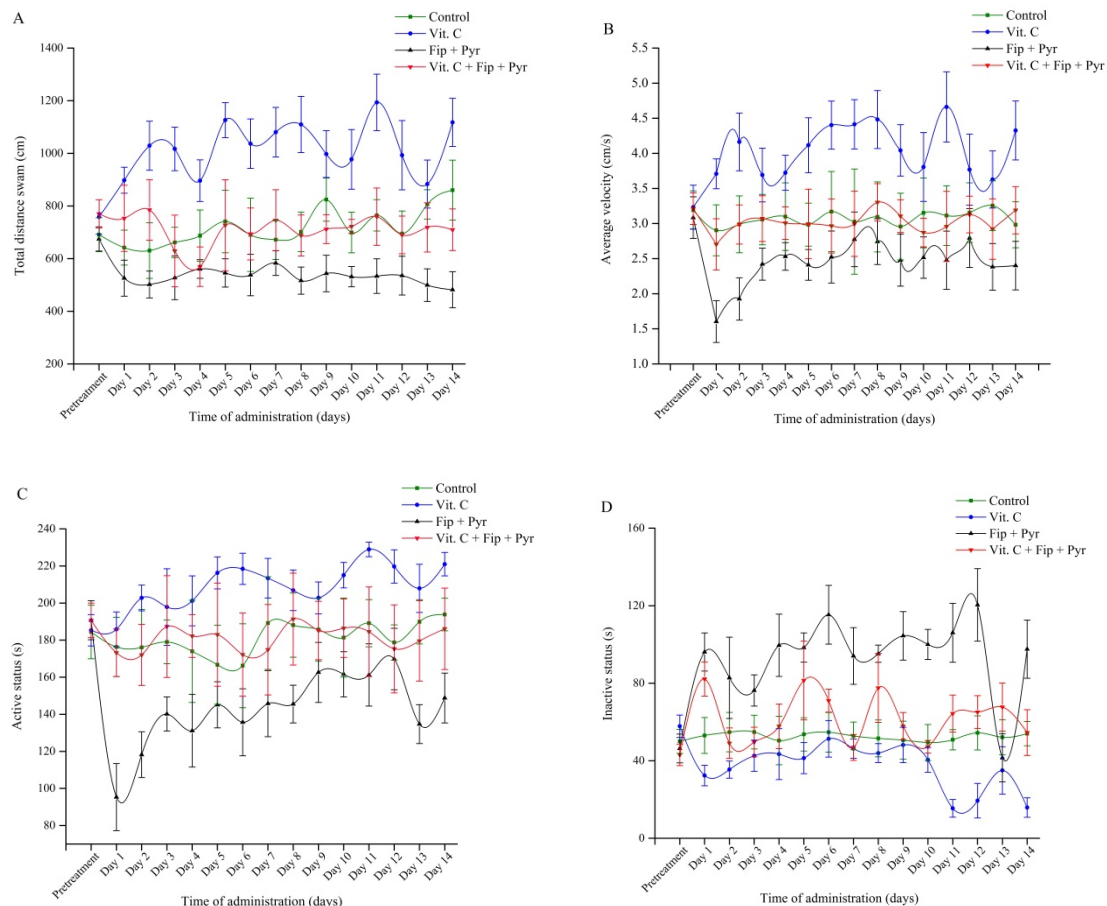 A
Control
Vit. C
Fip + Pyr
Vit. C + Fip + Pyr
Total distance swam (cm)
1400
1200
1000
800
600
400
200
Pretreatment
Day 1
Day 2
Day 3
Day 4
Day 5
Day 6
Day 7
Day 8
Day 9
Day 10
Day 11
Day 12
Day 13
Day 14
Time of administration (days)
B
Control
Vit. C
Fip + Pyr
Vit. C + Fip + Pyr
Average velocity (cm/s)
5.5
5.0
4.5
4.0
3.5
3.0
2.5
2.0
1.5
1.0
Pretreatment
Day 1
Day 2
Day 3
Day 4
Day 5
Day 6
Day 7
Day 8
Day 9
Day 10
Day 11
Day 12
Day 13
Day 14
Time of administration (days)
C
Control
Vit. C
Fip + Pyr
Vit. C + Fip + Pyr
Active status (s)
240
220
200
180
160
140
120
100
80
Pretreatment
Day 1
Day 2
Day 3
Day 4
Day 5
Day 6
Day 7
Day 8
Day 9
Day 10
Day 11
Day 12
Day 13
Day 14
Time of administration (days)
D
Control
Vit. C
Fip + Pyr
Vit. C + Fip + Pyr
Inactive status (s)
160
120
80
40
0
Pretreatment
Day 1
Day 2
Day 3
Day 4
Day 5
Day 6
Day 7
Day 8
Day 9
Day 10
Day 11
Day 12
Day 13
Day 14
Time of administration (days)